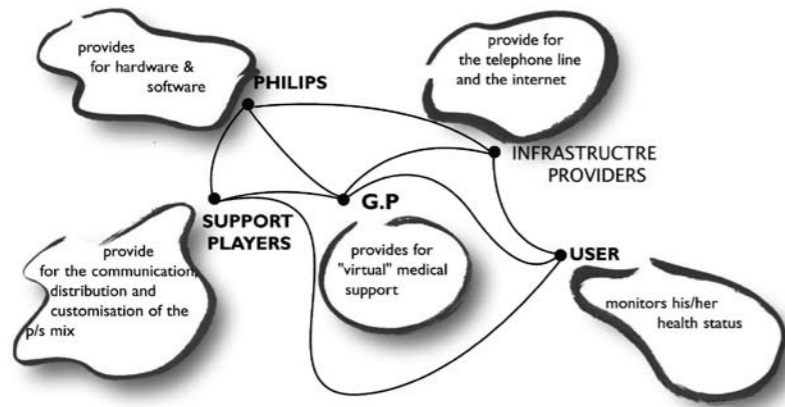 provides
for hardware &
software
PHILIPS
provide for
the telephone line
and the internet
INFRASTRUCTRE
PROVIDERS
SUPPORT
PLAYERS
G.P
provide
for the communication,
distribution and
customisation of the
p/s mix
provides for
"virtual" medical
support
USER
monitors his/her
health status